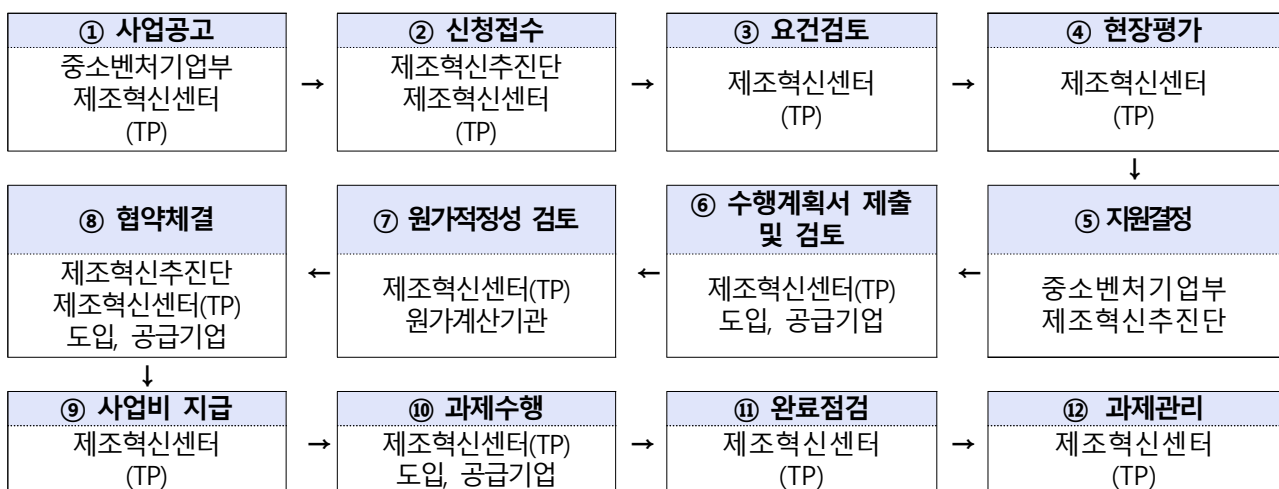 ① 사업공고
중소벤처기업부
제조혁신센터
(TP)
→
② 신청접수
제조혁신추진단
제조혁신센터
(TP)
→
③ 요건검토
제조혁신센터
(TP)
→
④ 현장평가
제조혁신센터
(TP)
↓
⑤ 지원결정
중소벤처기업부
제조혁신추진단
←
⑥ 수행계획서 제출
및 검토
제조혁신센터(TP)
도입, 공급기업
←
⑦ 원가적정성 검토
제조혁신센터(TP)
원가계산기관
←
⑧ 협약체결
제조혁신추진단
제조혁신센터(TP)
도입, 공급기업
↓
⑨ 사업비 지급
제조혁신센터
(TP)
→
⑩ 과제수행
제조혁신센터(TP)
도입, 공급기업
→
⑪ 완료점검
제조혁신센터
(TP)
→
⑫ 과제관리
제조혁신센터
(TP)